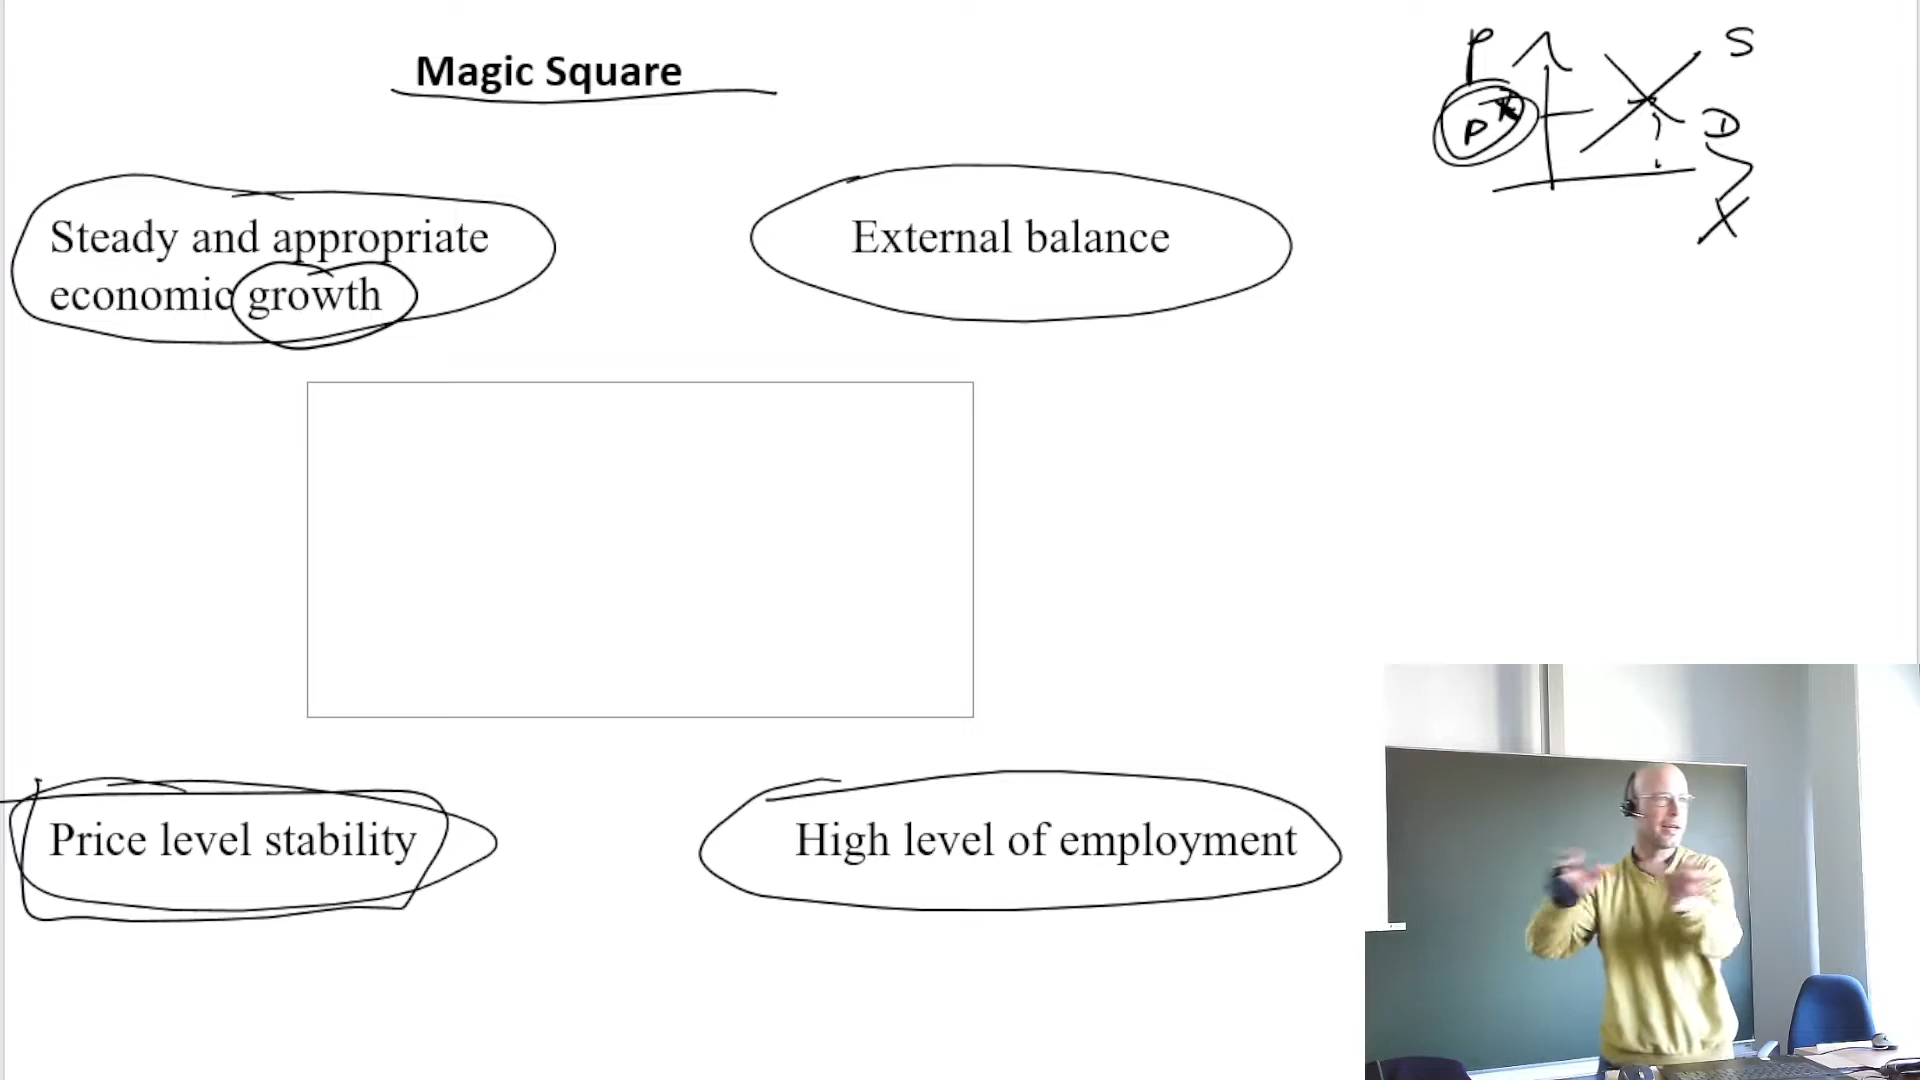 Magic Square
P
S
P*
D
X
Steady and appropriate
economic growth
External balance
Price level stability
High level of employment